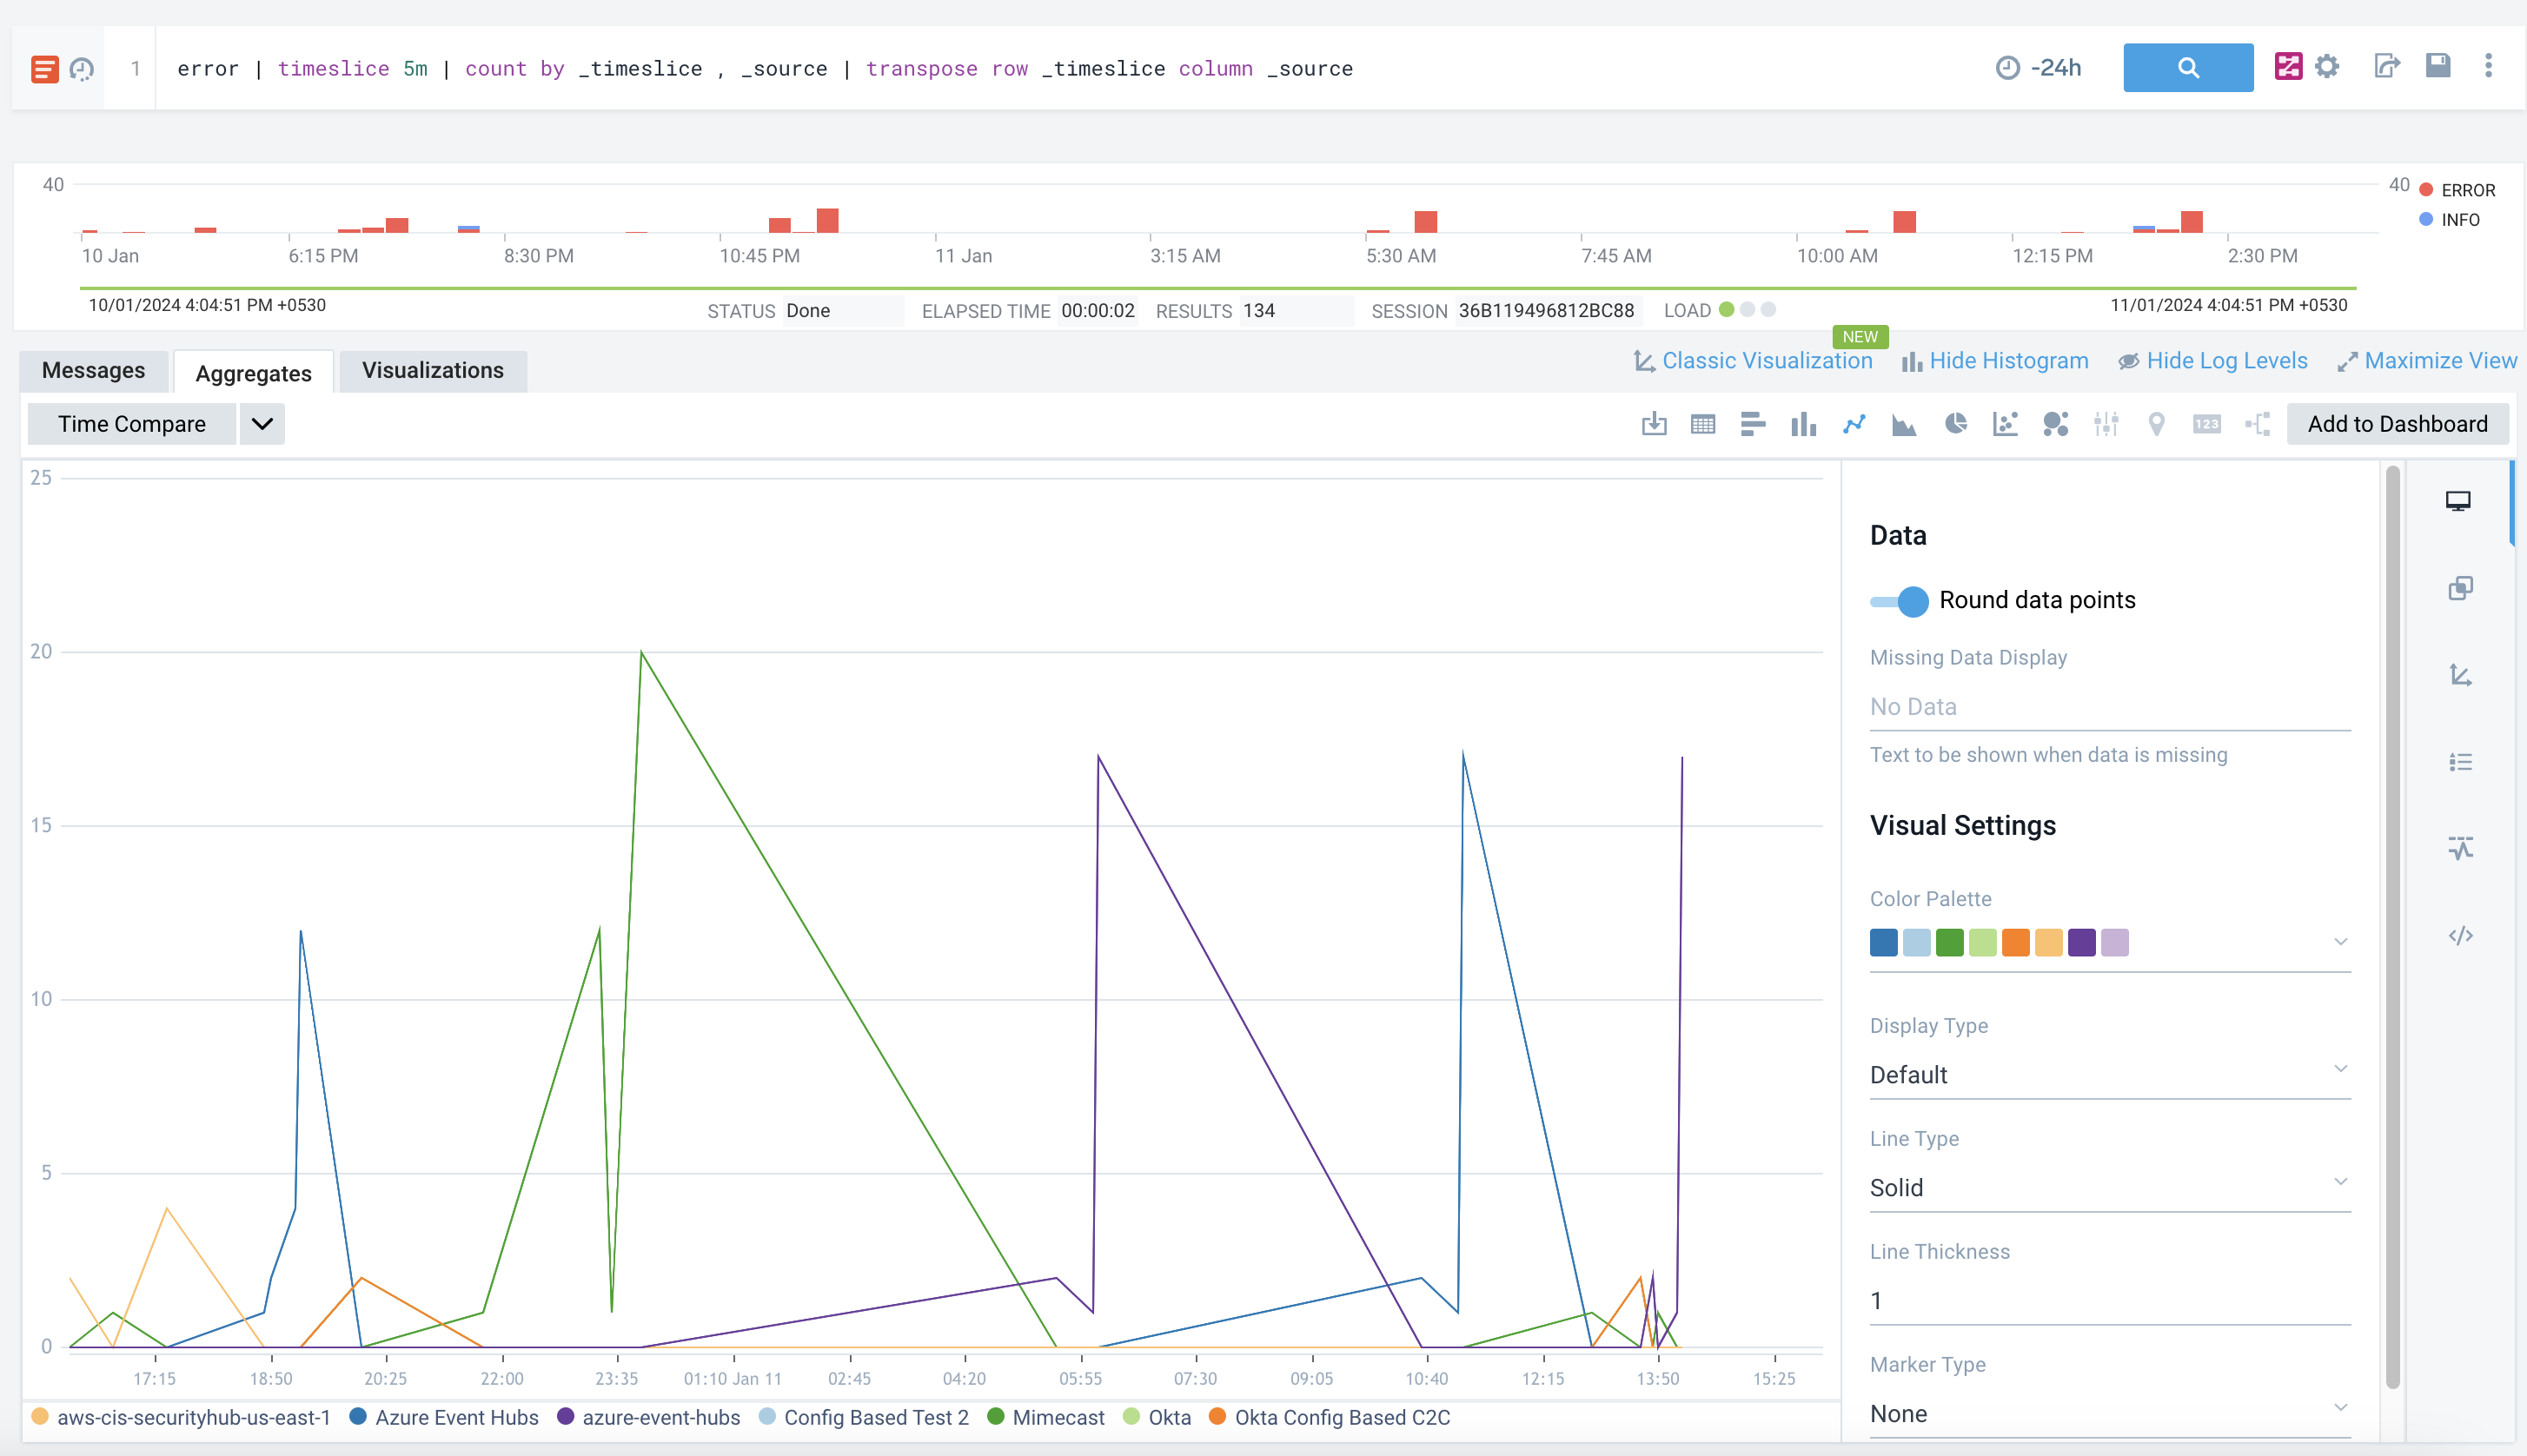 1 error | timeslice 5m | count by _timeslice , _source | transpose row _timeslice column _source
-24h
40
40
ERROR
INFO
10 Jan 6:15 PM 8:30 PM 10:45 PM 11 Jan 3:15 AM 5:30 AM 7:45 AM 10:00 AM 12:15 PM 2:30 PM
10/01/2024 4:04:51 PM +0530
STATUS Done ELAPSED TIME 00:00:02 RESULTS 134 SESSION 36B119496812BC88 LOAD
11/01/2024 4:04:51 PM +0530
NEW
Messages Aggregates Visualizations
Classic Visualization Hide Histogram Hide Log Levels Maximize View
Time Compare
123
Add to Dashboard
25
20
15
10
5
0
17:15 18:50 20:25 22:00 23:35 01:10 Jan 11 02:45 04:20 05:55 07:30 09:05 10:40 12:15 13:50 15:25
aws-cis-securityhub-us-east-1 Azure Event Hubs azure-event-hubs Config Based Test 2 Mimecast Okta Okta Config Based C2C
Data
Round data points
Missing Data Display
No Data
Text to be shown when data is missing
Visual Settings
Color Palette
Display Type
Default
Line Type
Solid
Line Thickness
1
Marker Type
None